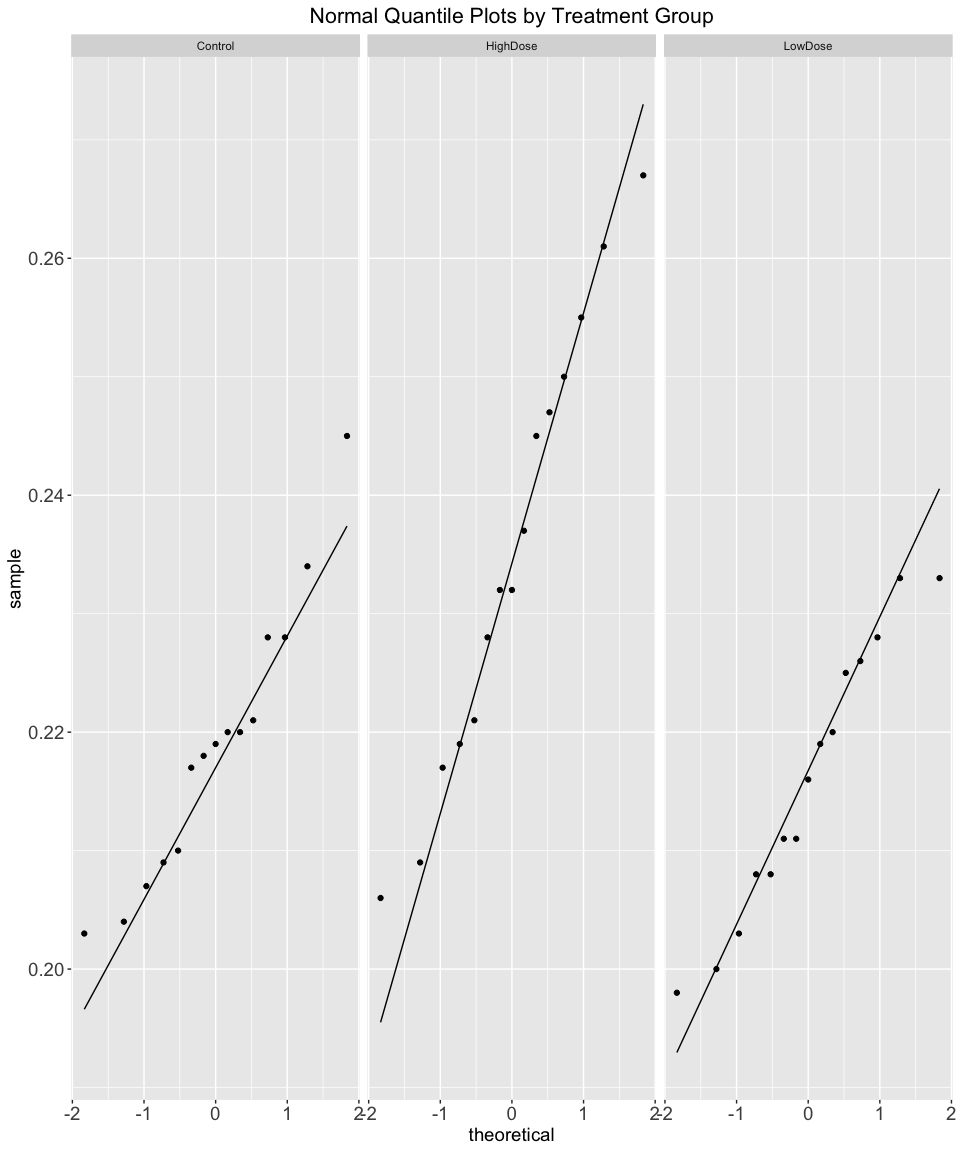 Normal Quantile Plots by Treatment Group
Control HighDose LowDose
0.26
0.24
0.22
0.20
sample
-2 -1 0 1 2 -2 -1 0 1 2 -2 -1 0 1 2
theoretical